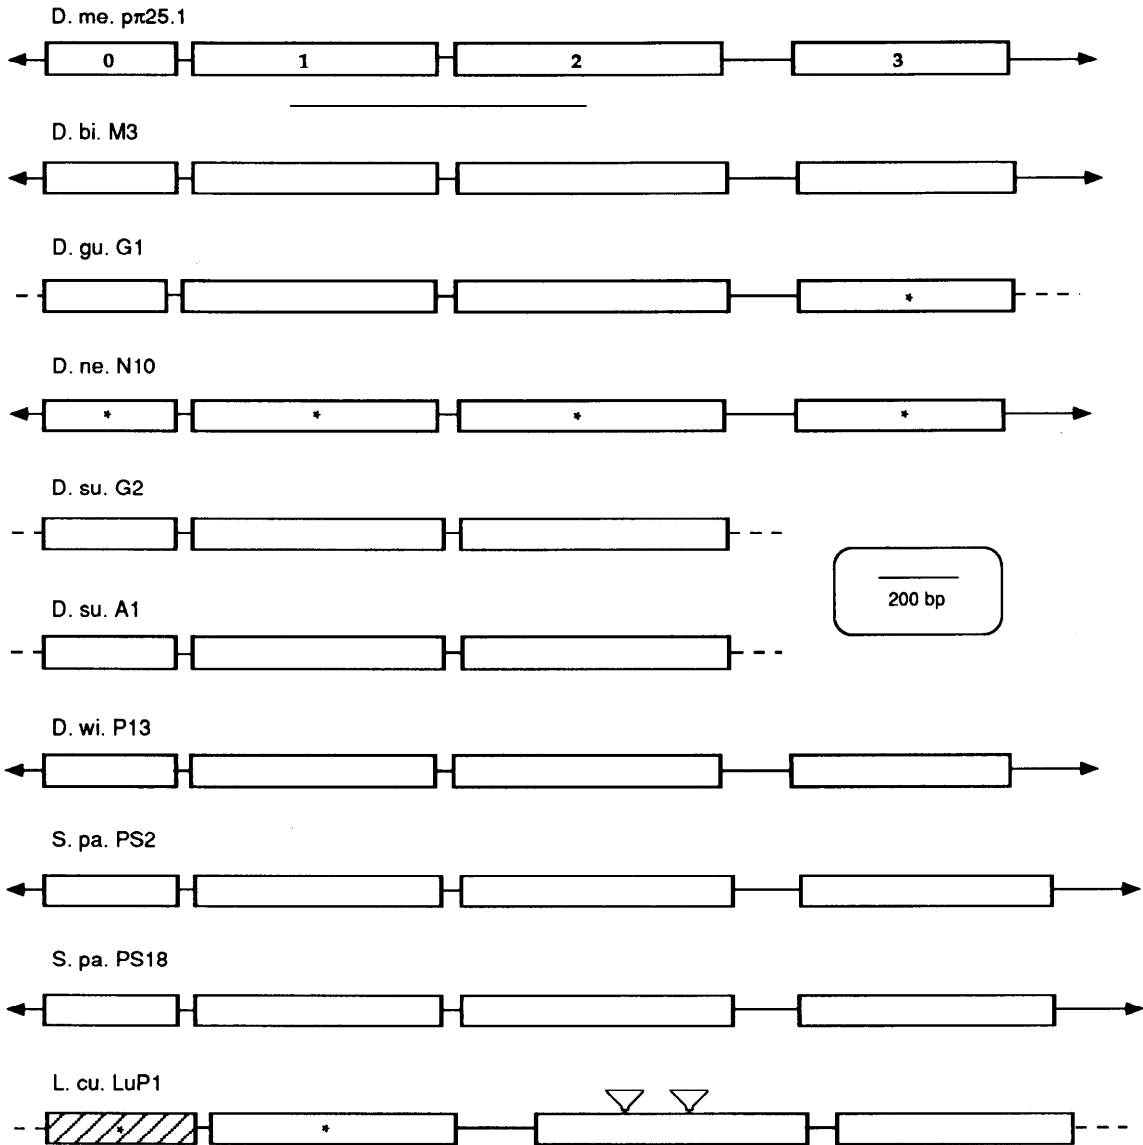 D. me. pπ25.1
0 1 2 3
D. bi. M3
D. gu. G1
*
D. ne. N10
* * * *
D. su. G2
200 bp
D. su. A1
D. wi. P13
S. pa. PS2
S. pa. PS18
L. cu. LuP1
* *